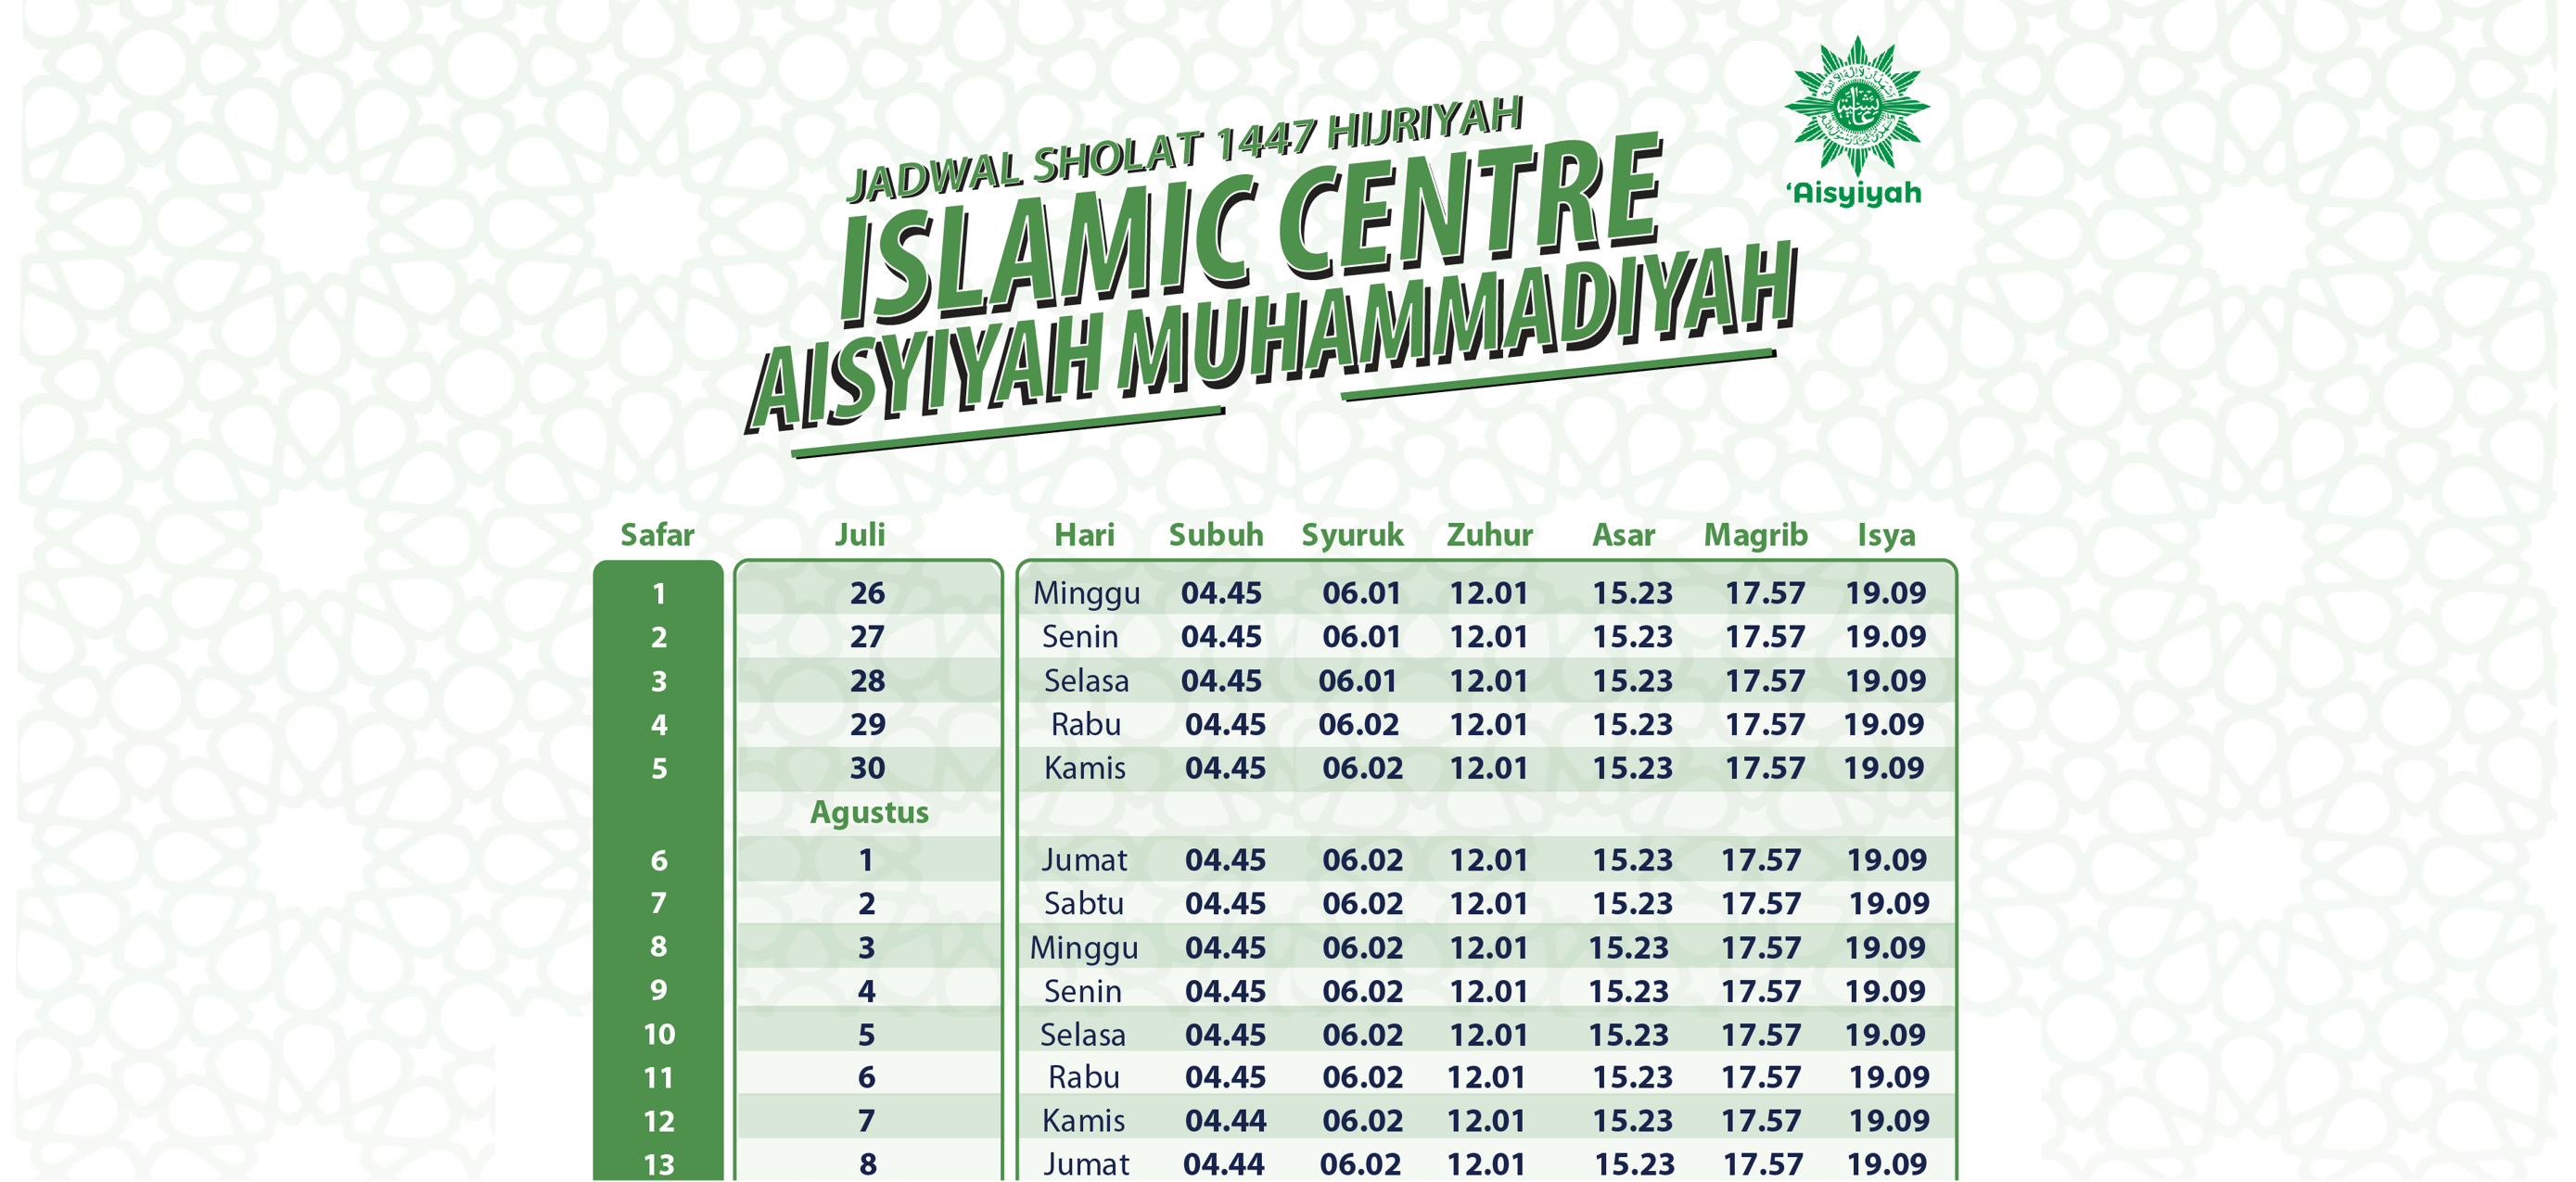 JADWAL SHOLAT 1447 HIJRIYAH
ISLAMIC CENTRE
AISYIYAH MUHAMMADIYAH
‘Aisyiyah
Safar Juli Hari Subuh Syuruk Zuhur Asar Magrib Isya
1 26 Minggu 04.45 06.01 12.01 15.23 17.57 19.09
2 27 Senin 04.45 06.01 12.01 15.23 17.57 19.09
3 28 Selasa 04.45 06.01 12.01 15.23 17.57 19.09
4 29 Rabu 04.45 06.02 12.01 15.23 17.57 19.09
5 30 Kamis 04.45 06.02 12.01 15.23 17.57 19.09
Agustus
6 1 Jumat 04.45 06.02 12.01 15.23 17.57 19.09
7 2 Sabtu 04.45 06.02 12.01 15.23 17.57 19.09
8 3 Minggu 04.45 06.02 12.01 15.23 17.57 19.09
9 4 Senin 04.45 06.02 12.01 15.23 17.57 19.09
10 5 Selasa 04.45 06.02 12.01 15.23 17.57 19.09
11 6 Rabu 04.45 06.02 12.01 15.23 17.57 19.09
12 7 Kamis 04.44 06.02 12.01 15.23 17.57 19.09
13 8 Jumat 04.44 06.02 12.01 15.23 17.57 19.09